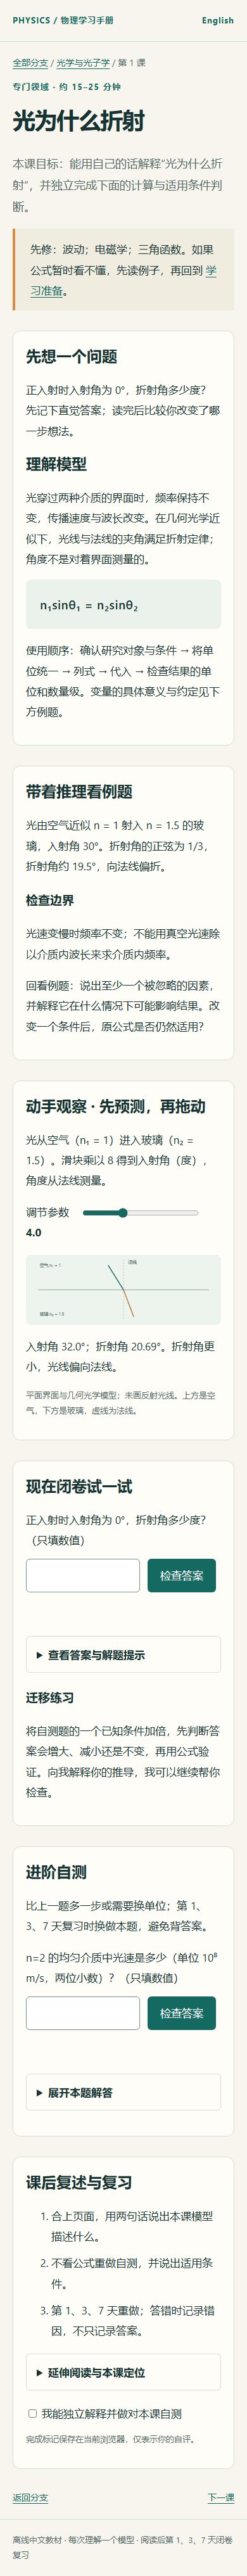 PHYSICS / 物理学习手册 English
全部分支 / 光学与光子学 / 第 1 课
专门领域 · 约 15–25 分钟
光为什么折射
本课目标：能用自己的话解释“光为什么折
射”，并独立完成下面的计算与适用条件判
断。
先修：波动；电磁学；三角函数。如果
公式暂时看不懂，先读例子，再回到 学
习准备。
先想一个问题
正入射时入射角为 0°，折射角多少度？
先记下直觉答案；读完后比较你改变了哪
一步想法。
理解模型
光穿过两种介质的界面时，频率保持不
变，传播速度与波长改变。在几何光学近
似下，光线与法线的夹角满足折射定律；
角度不是对着界面测量的。
n₁sinθ₁ = n₂sinθ₂
使用顺序：确认研究对象与条件 → 将单
位统一 → 列式 → 代入 → 检查结果的单
位和数量级。变量的具体意义与约定见下
方例题。
带着推理看例题
光由空气近似 n = 1 射入 n = 1.5 的玻
璃，入射角 30°。折射角的正弦为 1/3，
折射角约 19.5°，向法线偏折。
检查边界
光速变慢时频率不变；不能用真空光速除
以介质内波长来求介质内频率。
回看例题：说出至少一个被忽略的因素，
并解释它在什么情况下可能影响结果。改
变一个条件后，原公式是否仍然适用？
动手观察 · 先预测，再拖动
光从空气（n₁ = 1）进入玻璃（n₂ =
1.5）。滑块乘以 8 得到入射角（度），
角度从法线测量。
调节参数
4.0
法线
空气 n₁ = 1
玻璃 n₂ = 1.5
入射角 32.0°；折射角 20.69°。折射角更
小，光线偏向法线。
平面界面与几何光学模型；未画反射光线。上方是空
气，下方是玻璃，虚线为法线。
现在闭卷试一试
正入射时入射角为 0°，折射角多少度？
（只填数值）
检查答案
▶ 查看答案与解题提示
迁移练习
将自测题的一个已知条件加倍，先判断答
案会增大、减小还是不变，再用公式验
证。向我解释你的推导，我可以继续帮你
检查。
进阶自测
比上一题多一步或需要换单位；第 1、
3、7 天复习时换做本题，避免背答案。
n=2 的均匀介质中光速是多少（单位 10⁸
m/s，两位小数）？（只填数值）
检查答案
▶ 展开本题解答
课后复述与复习
1. 合上页面，用两句话说出本课模型
描述什么。
2. 不看公式重做自测，并说出适用条
件。
3. 第 1、3、7 天重做；答错时记录错
因，不只记录答案。
▶ 延伸阅读与本课定位
我能独立解释并做对本课自测
完成标记保存在当前浏览器，仅表示你的自评。
返回分支 下一课
离线中文教材 · 每次理解一个模型 · 阅读后第 1、3、7 天闭卷
复习